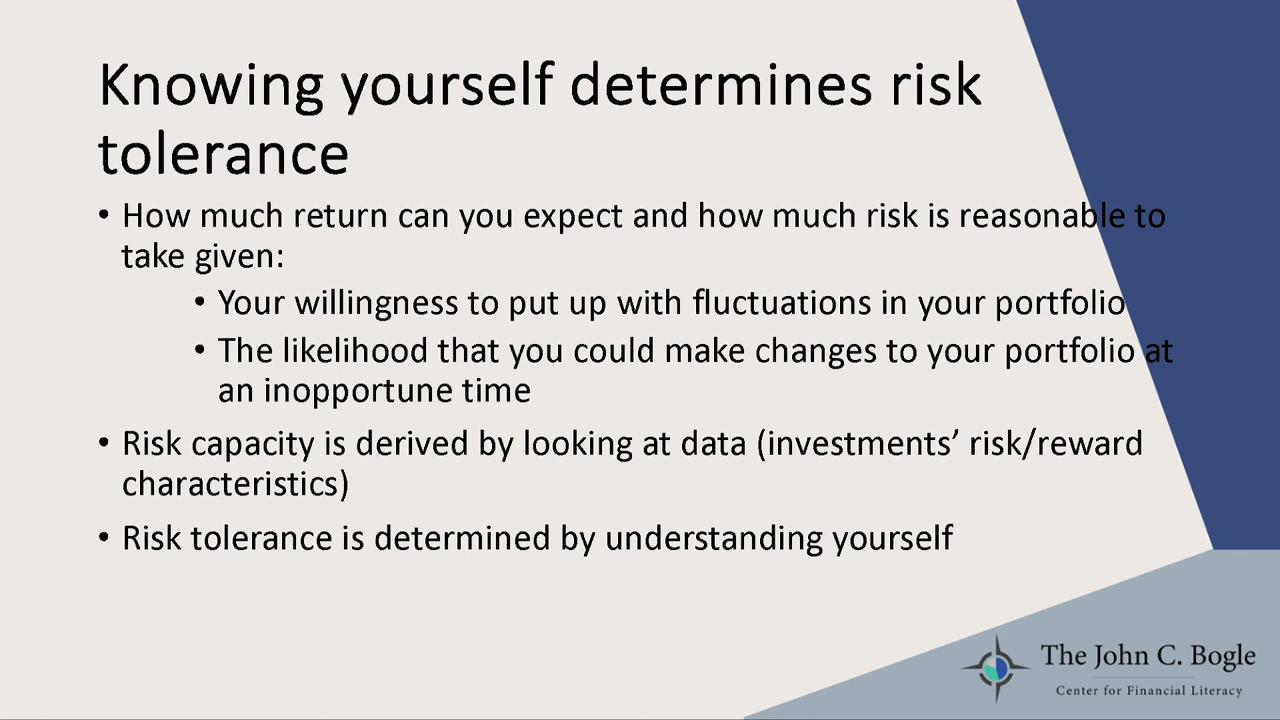 Knowing yourself determines risk
tolerance
• How much return can you expect and how much risk is reasonable to
take given:
• Your willingness to put up with fluctuations in your portfolio
• The likelihood that you could make changes to your portfolio at
an inopportune time
• Risk capacity is derived by looking at data (investments’ risk/reward
characteristics)
• Risk tolerance is determined by understanding yourself
The John C. Bogle
Center for Financial Literacy